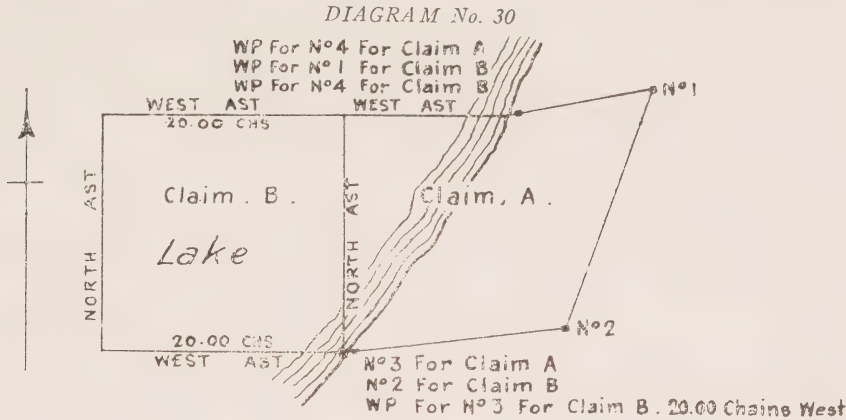 DIAGRAM No. 30
WP For Nº4 For Claim A
WP For Nº1 For Claim B
WP For Nº4 For Claim B
Nº1
WEST AST
WEST AST
20.00 CHS
NORTH AST
Claim. B.
NORTH AST
Claim. A.
Lake
Nº2
20.00 CHS
WEST AST
Nº3 For Claim A
Nº2 For Claim B
WP For Nº3 For Claim B. 20.00 Chains West